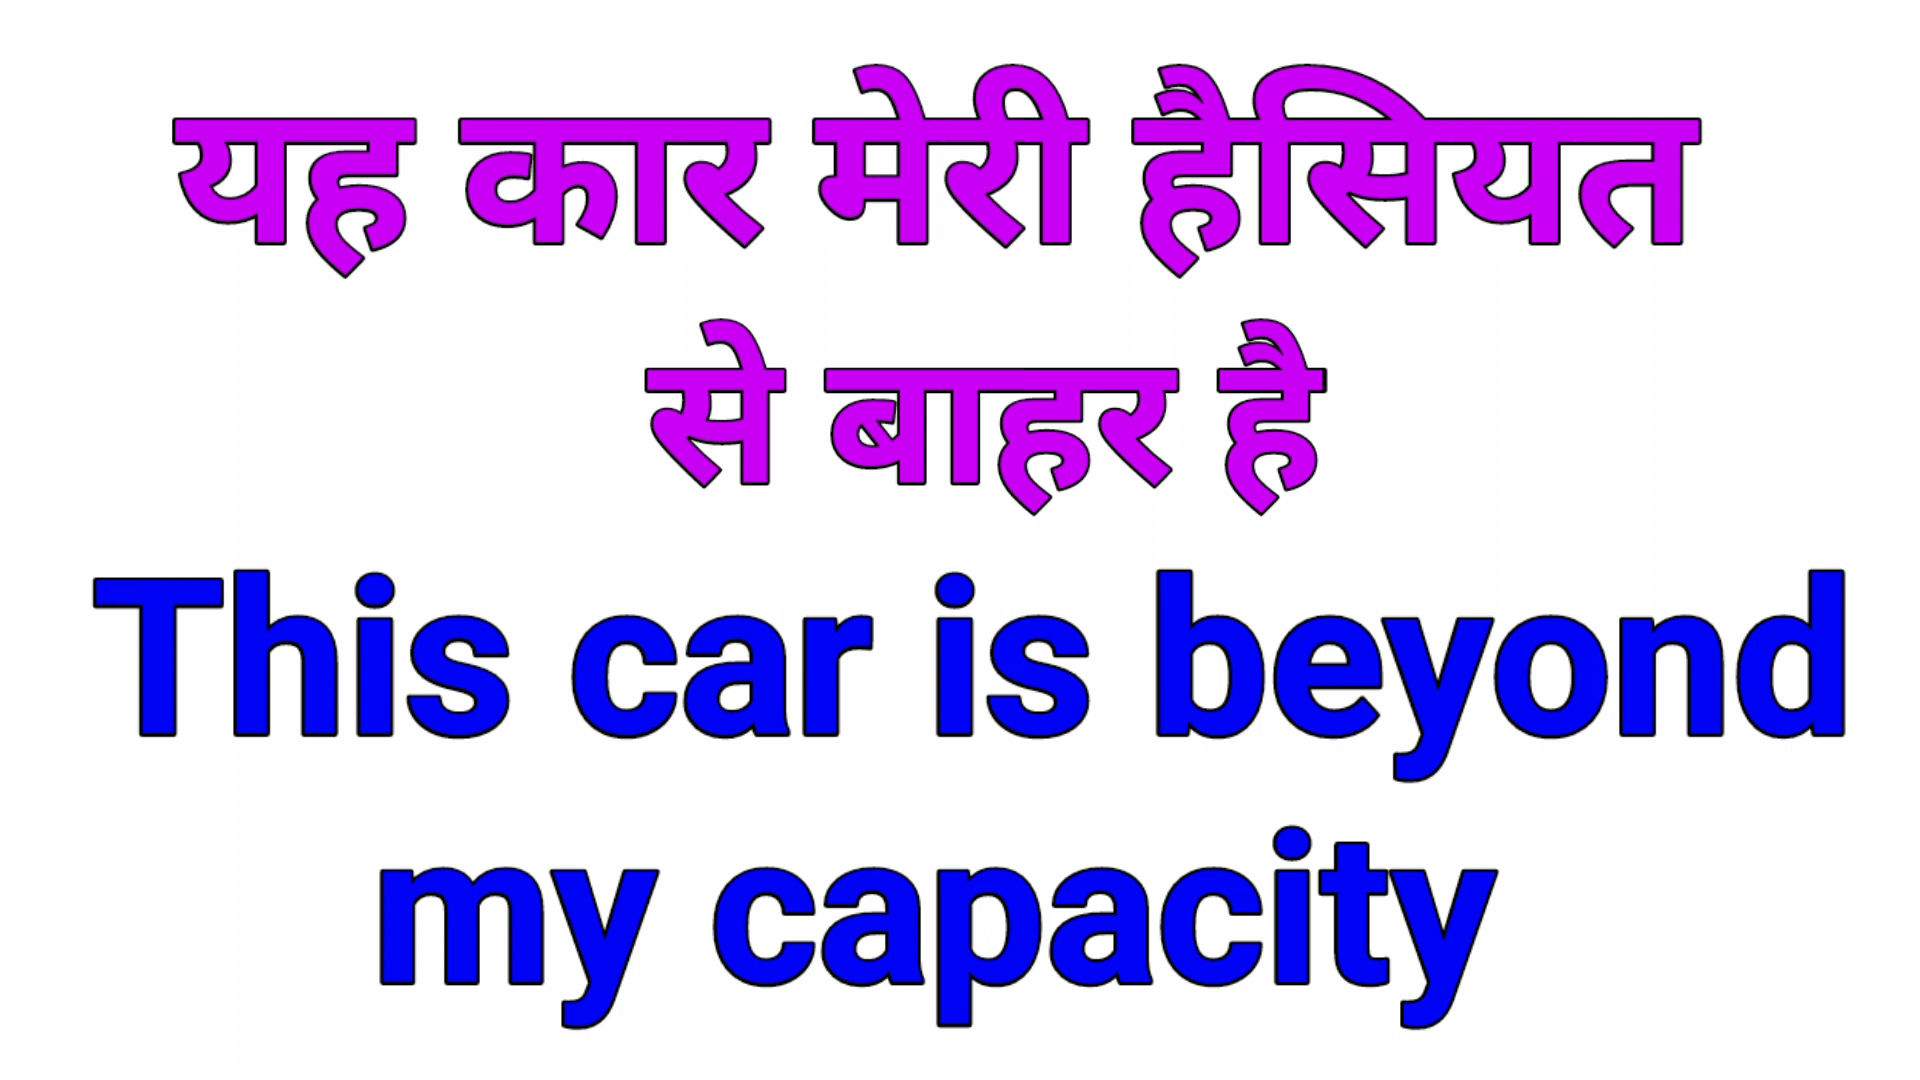 यह कार मेरी हैसियत
से बाहर है
This car is beyond
my capacity